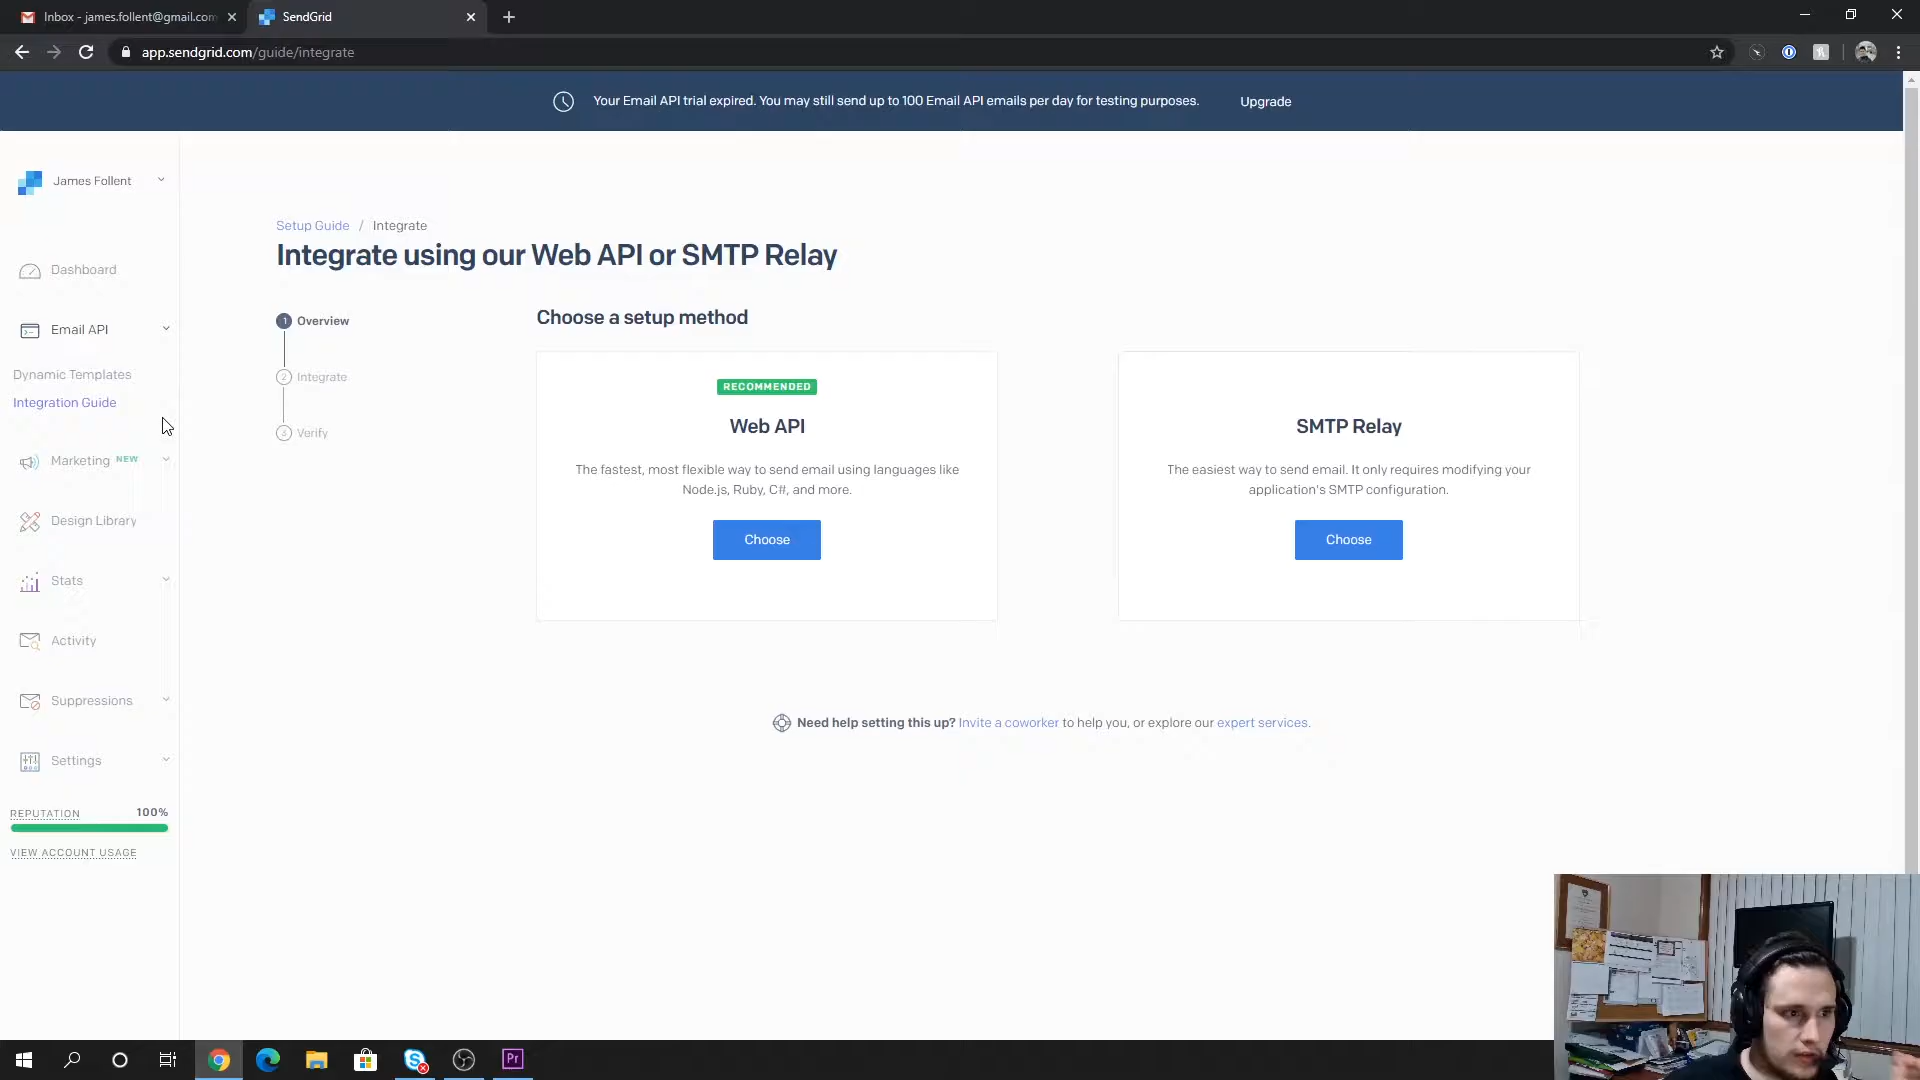 Inbox - james.follent@gmail.com
SendGrid
app.sendgrid.com/guide/integrate
Your Email API trial expired. You may still send up to 100 Email API emails per day for testing purposes. Upgrade
James Follent
Dashboard
Email API
Dynamic Templates
Integration Guide
Marketing NEW
Design Library
Stats
Activity
Suppressions
Settings
REPUTATION 100%
VIEW ACCOUNT USAGE
Setup Guide / Integrate
Integrate using our Web API or SMTP Relay
1 Overview
2 Integrate
3 Verify
Choose a setup method
RECOMMENDED
Web API
The fastest, most flexible way to send email using languages like
Node.js, Ruby, C#, and more.
Choose
SMTP Relay
The easiest way to send email. It only requires modifying your
application's SMTP configuration.
Choose
Need help setting this up? Invite a coworker to help you, or explore our expert services.
Pr